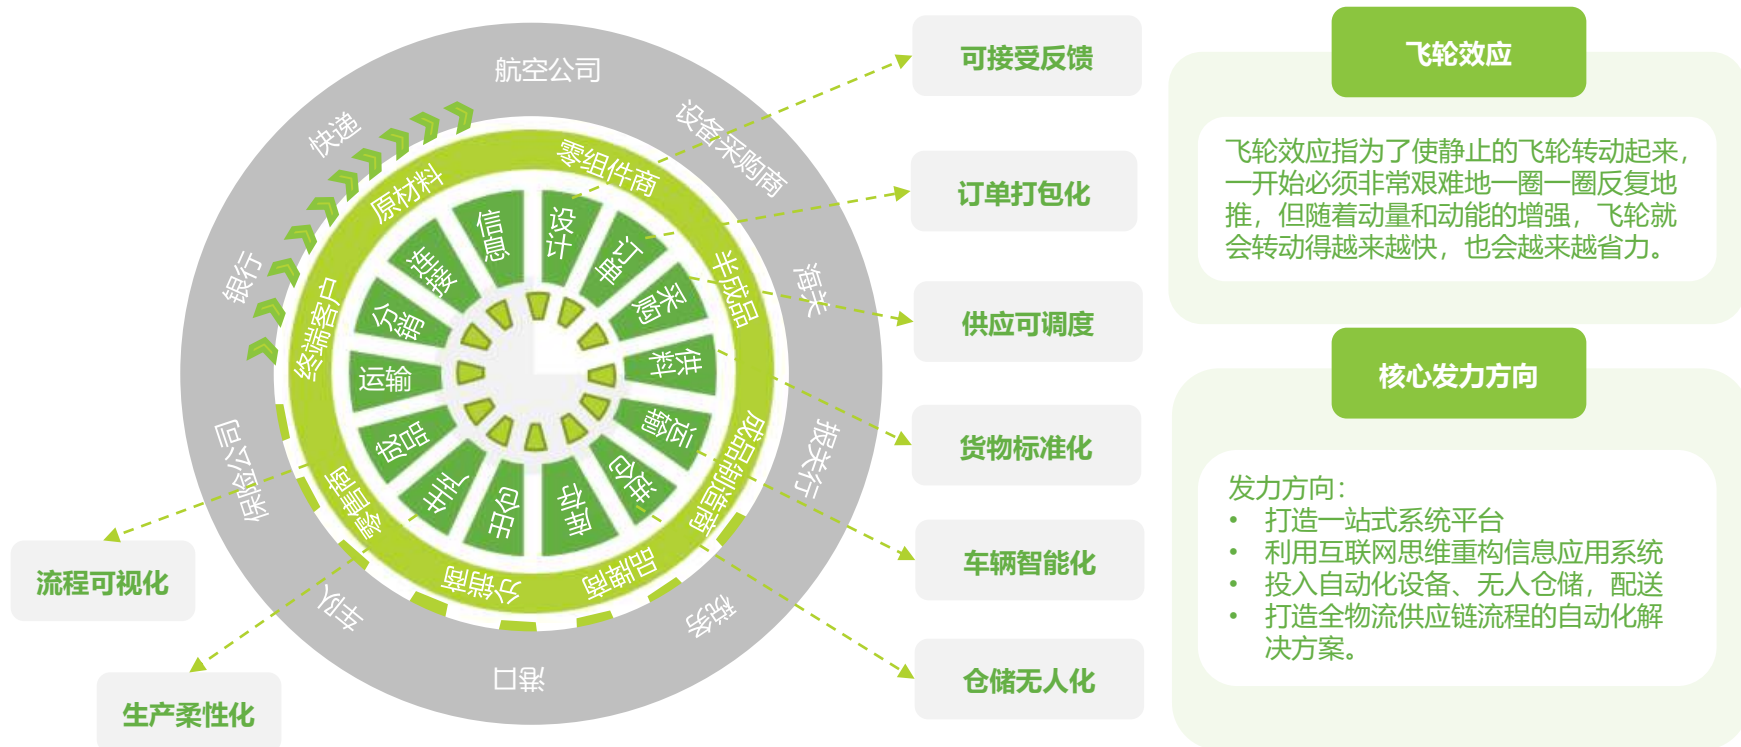 航空公司
设备采购商
海关
报关行
税务
港口
车队
保险公司
银行
快递
原材料
零组件商
半成品
成品制造商
品牌商
分销商
零售商
终端客户
信息
设计
订单
采购
供料
运输
进仓
库存
出仓
生产
成品
运输
分销
连接
可接受反馈
订单打包化
供应可调度
货物标准化
车辆智能化
仓储无人化
流程可视化
生产柔性化
飞轮效应
飞轮效应指为了使静止的飞轮转动起来，
一开始必须非常艰难地一圈一圈反复地
推，但随着动量和动能的增强，飞轮就
会转动得越来越快，也会越来越省力。
核心发力方向
发力方向：
• 打造一站式系统平台
• 利用互联网思维重构信息应用系统
• 投入自动化设备、无人仓储，配送
• 打造全物流供应链流程的自动化解
决方案。